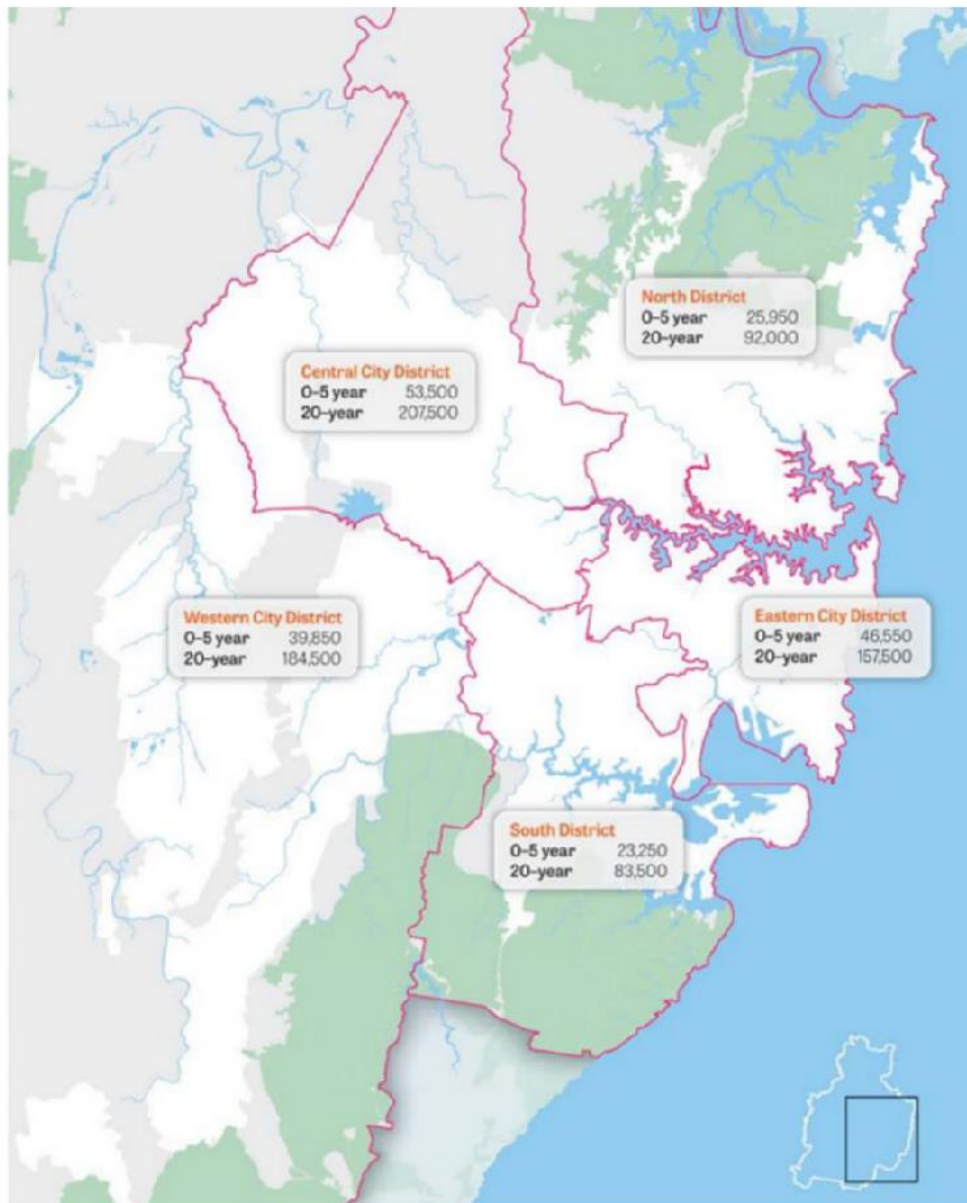 North District
0–5 year 25,950
20–year 92,000
Central City District
0–5 year 53,500
20–year 207,500
Western City District
0–5 year 39,850
20–year 184,500
Eastern City District
0–5 year 46,550
20–year 157,500
South District
0–5 year 23,250
20–year 83,500